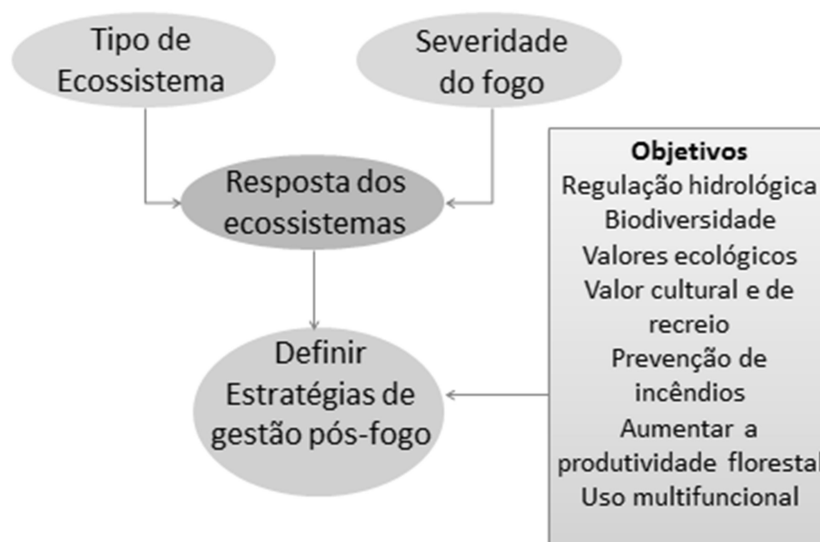 Tipo de
Ecossistema
Severidade
do fogo
Resposta dos
ecossistemas
Definir
Estratégias de
gestão pós-fogo
Objetivos
Regulação hidrológica
Biodiversidade
Valores ecológicos
Valor cultural e de
recreio
Prevenção de
incêndios
Aumentar a
produtividade florestal
Uso multifuncional